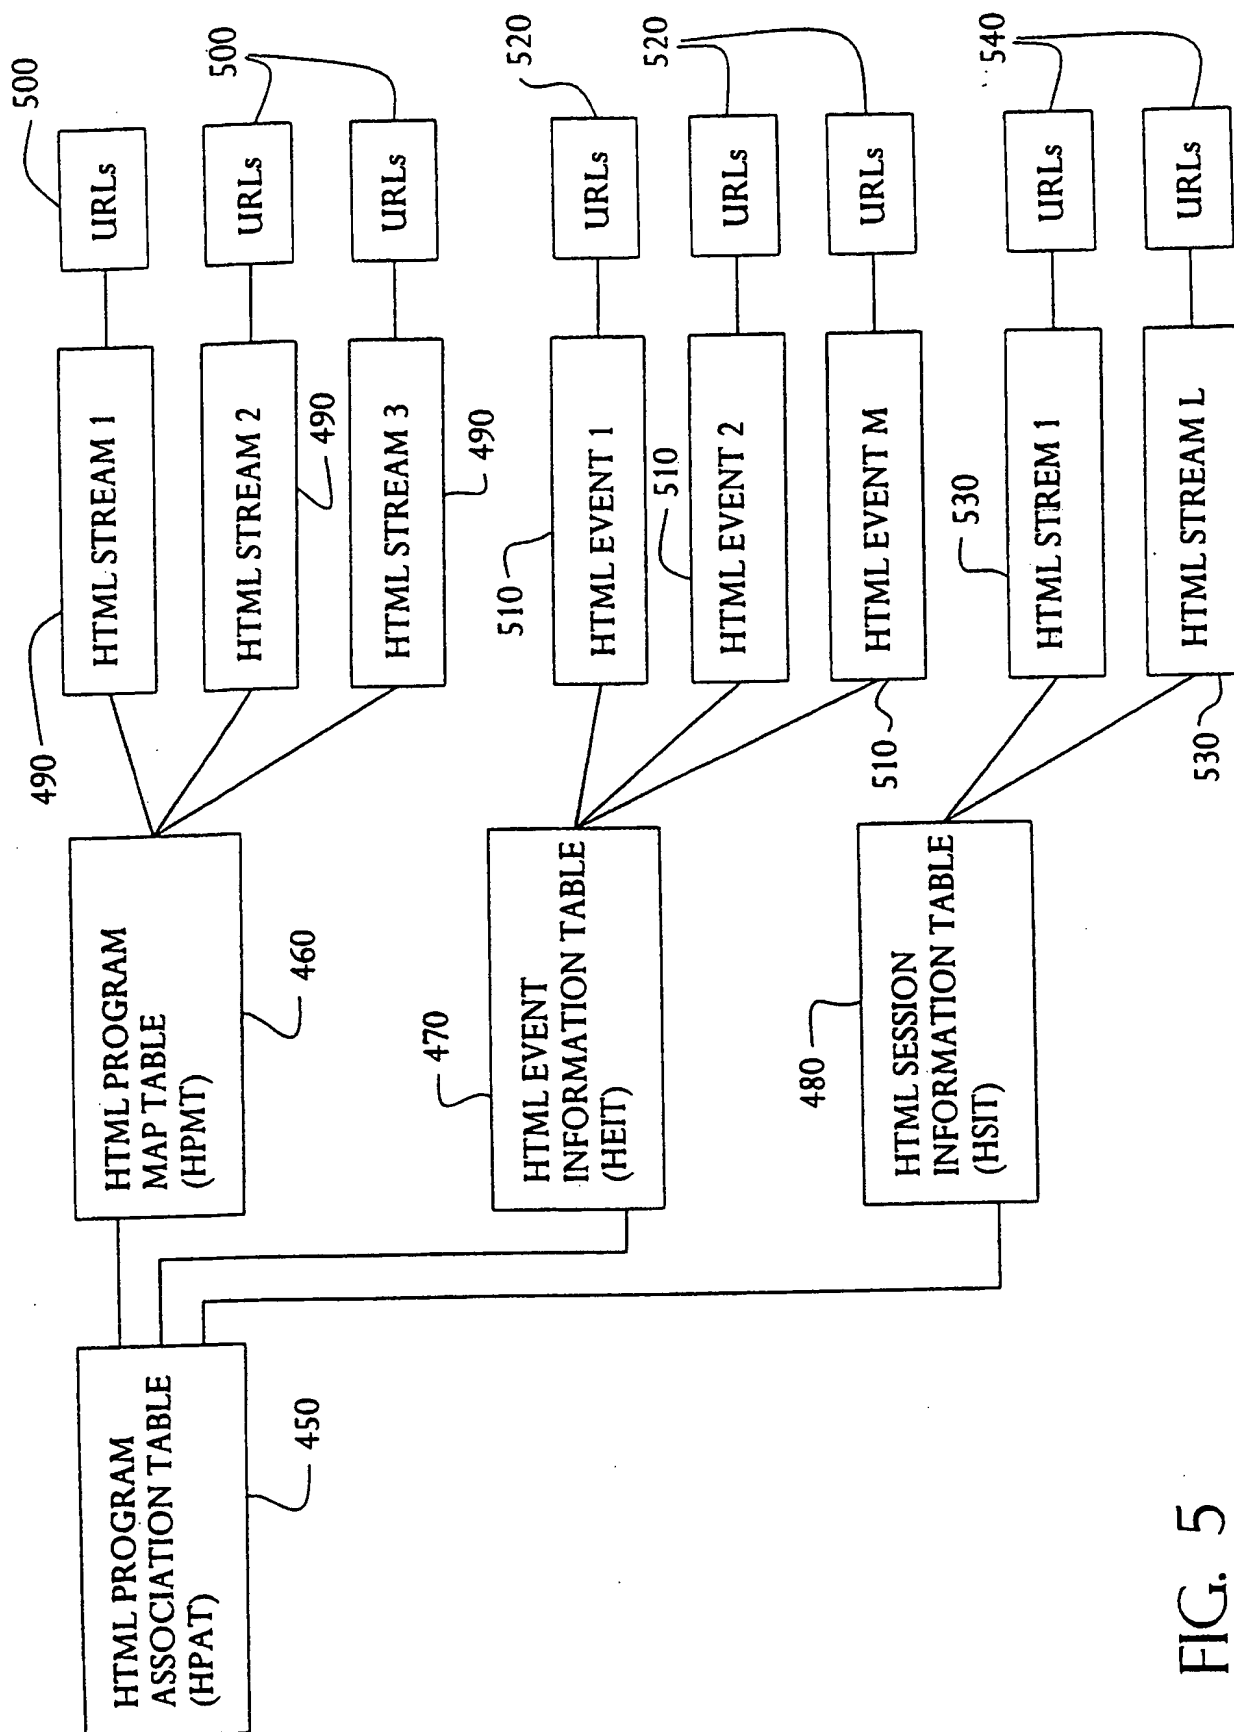 HTML PROGRAM
ASSOCIATION TABLE
(HPAT)
450
HTML PROGRAM
MAP TABLE
(HPMT)
460
HTML EVENT
INFORMATION TABLE
(HEIT)
470
HTML SESSION
INFORMATION TABLE
(HSIT)
480
490
HTML STREAM 1
URLs
500
HTML STREAM 2
490
URLs
500
HTML STREAM 3
490
URLs
510
HTML EVENT 1
URLs
520
510
HTML EVENT 2
URLs
520
HTML EVENT M
510
URLs
530
HTML STREM 1
URLs
540
HTML STREAM L
530
URLs
FIG. 5